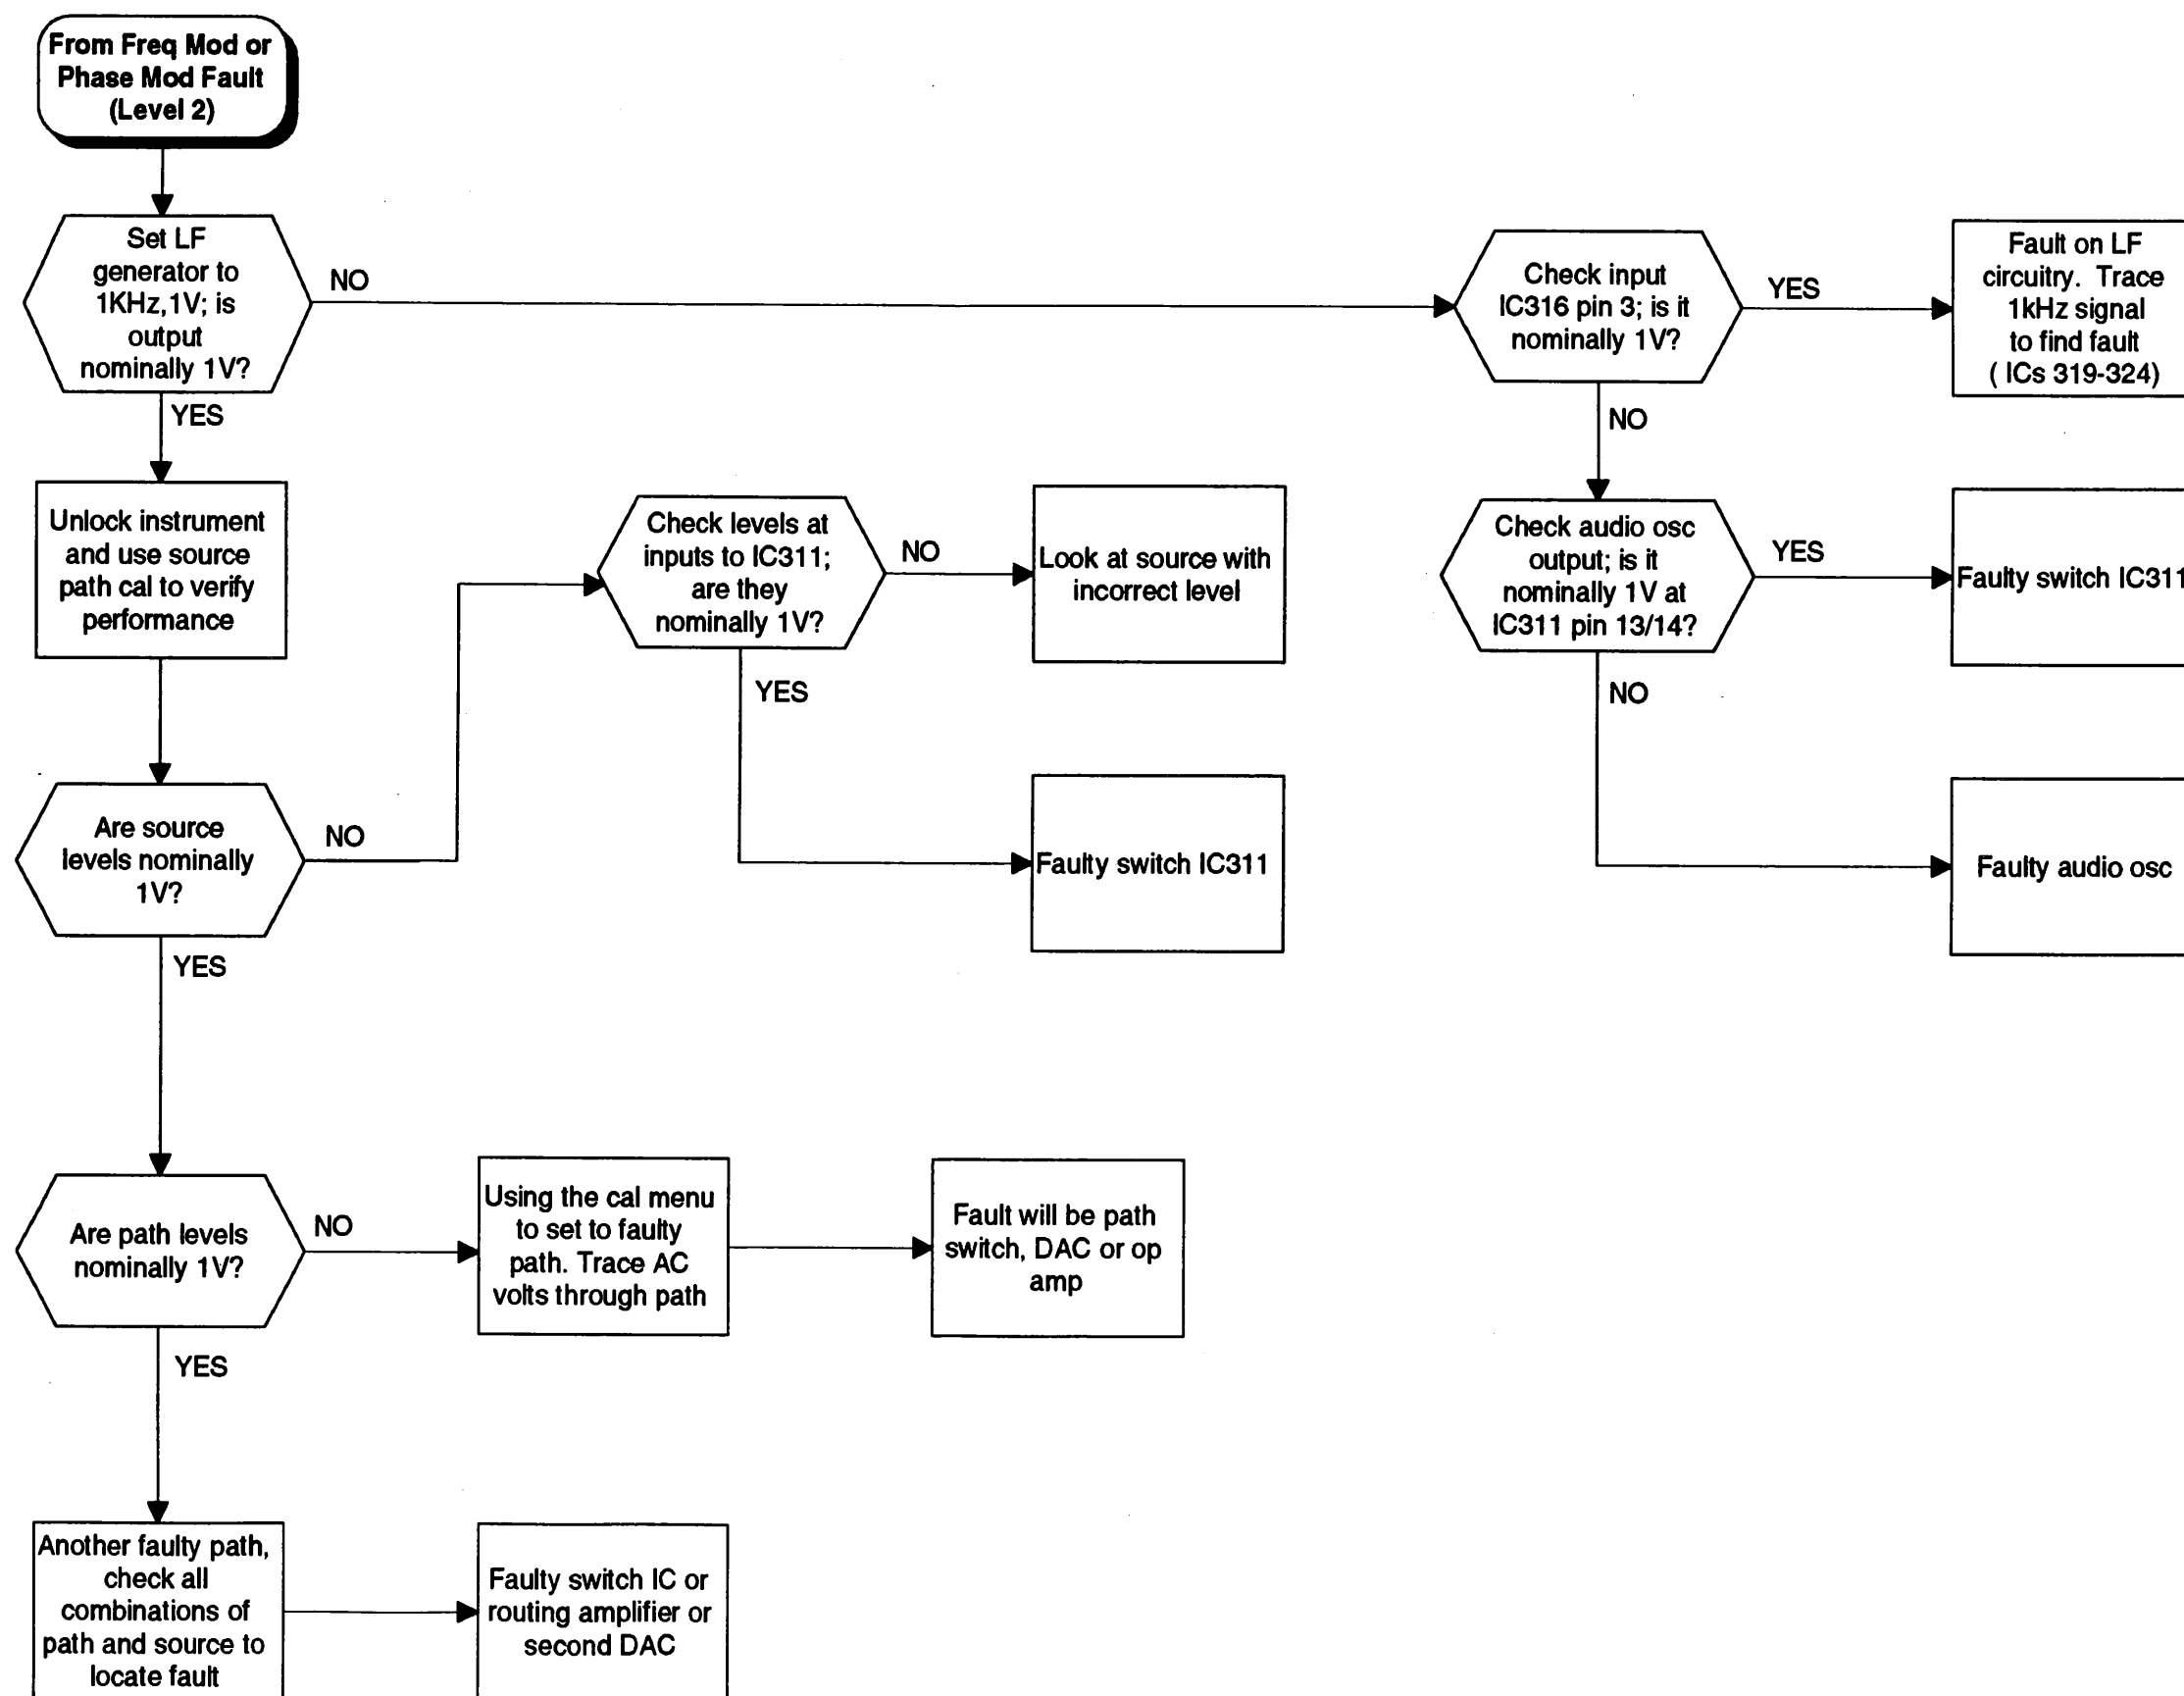 From Freq Mod or
Phase Mod Fault
(Level 2)
Set LF
generator to
1KHz,1V; is
output
nominally 1V?
NO
Check input
IC316 pin 3; is it
nominally 1V?
YES
Fault on LF
circuitry. Trace
1kHz signal
to find fault
( ICs 319-324)
YES
NO
Unlock instrument
and use source
path cal to verify
performance
Check levels at
inputs to IC311;
are they
nominally 1V?
NO
Look at source with
incorrect level
Check audio osc
output; is it
nominally 1V at
IC311 pin 13/14?
YES
Faulty switch IC311
YES
NO
Are source
levels nominally
1V?
NO
Faulty switch IC311
Faulty audio osc
YES
Are path levels
nominally 1V?
NO
Using the cal menu
to set to faulty
path. Trace AC
volts through path
Fault will be path
switch, DAC or op
amp
YES
Another faulty path,
check all
combinations of
path and source to
locate fault
Faulty switch IC or
routing amplifier or
second DAC